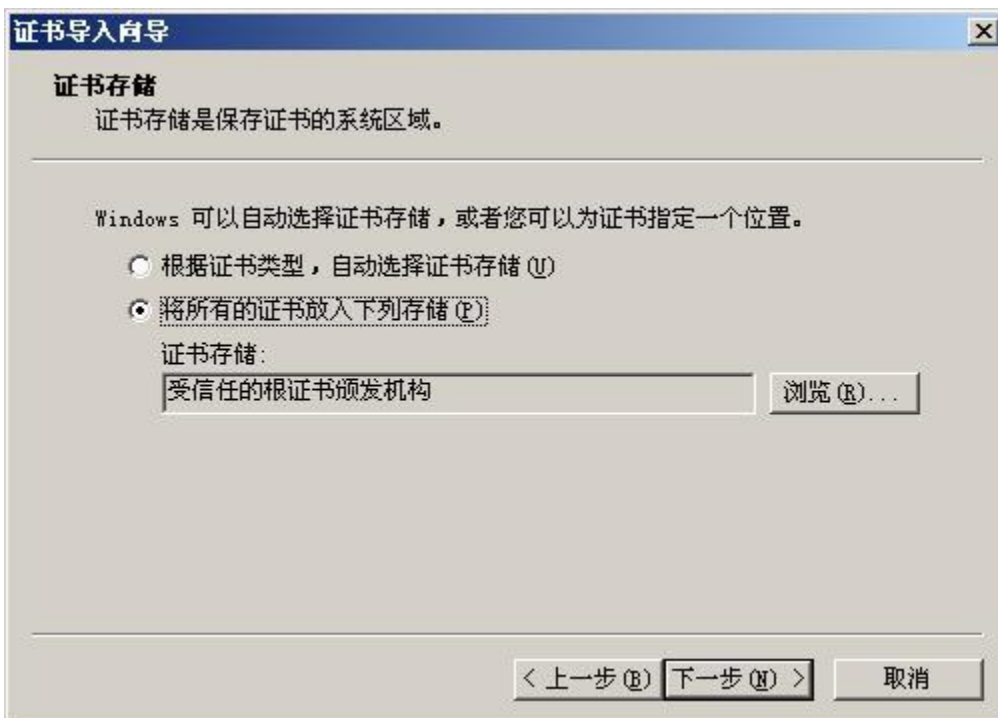 证书导入向导
证书存储
证书存储是保存证书的系统区域。
Windows 可以自动选择证书存储，或者您可以为证书指定一个位置。
根据证书类型，自动选择证书存储(U)
将所有的证书放入下列存储(P)
证书存储:
受信任的根证书颁发机构
浏览(R)...
< 上一步(B) 下一步(N) > 取消